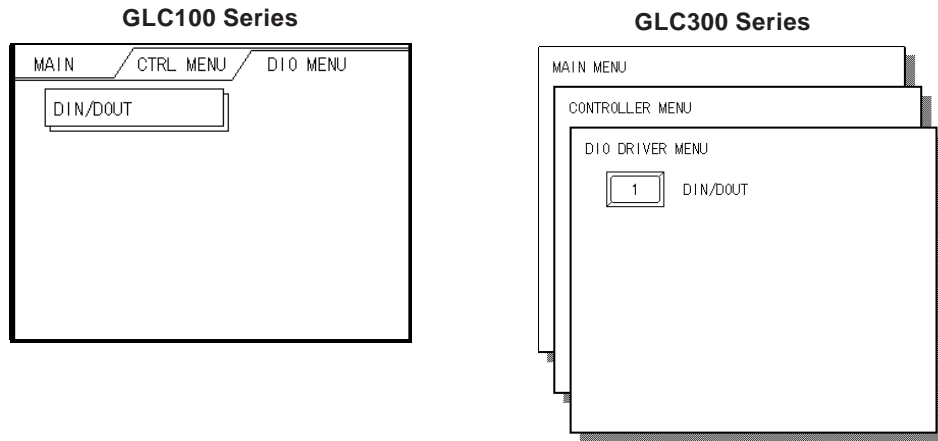 GLC100 Series
MAIN
CTRL MENU
DIO MENU
DIN/DOUT
GLC300 Series
MAIN MENU
CONTROLLER MENU
DIO DRIVER MENU
1 DIN/DOUT